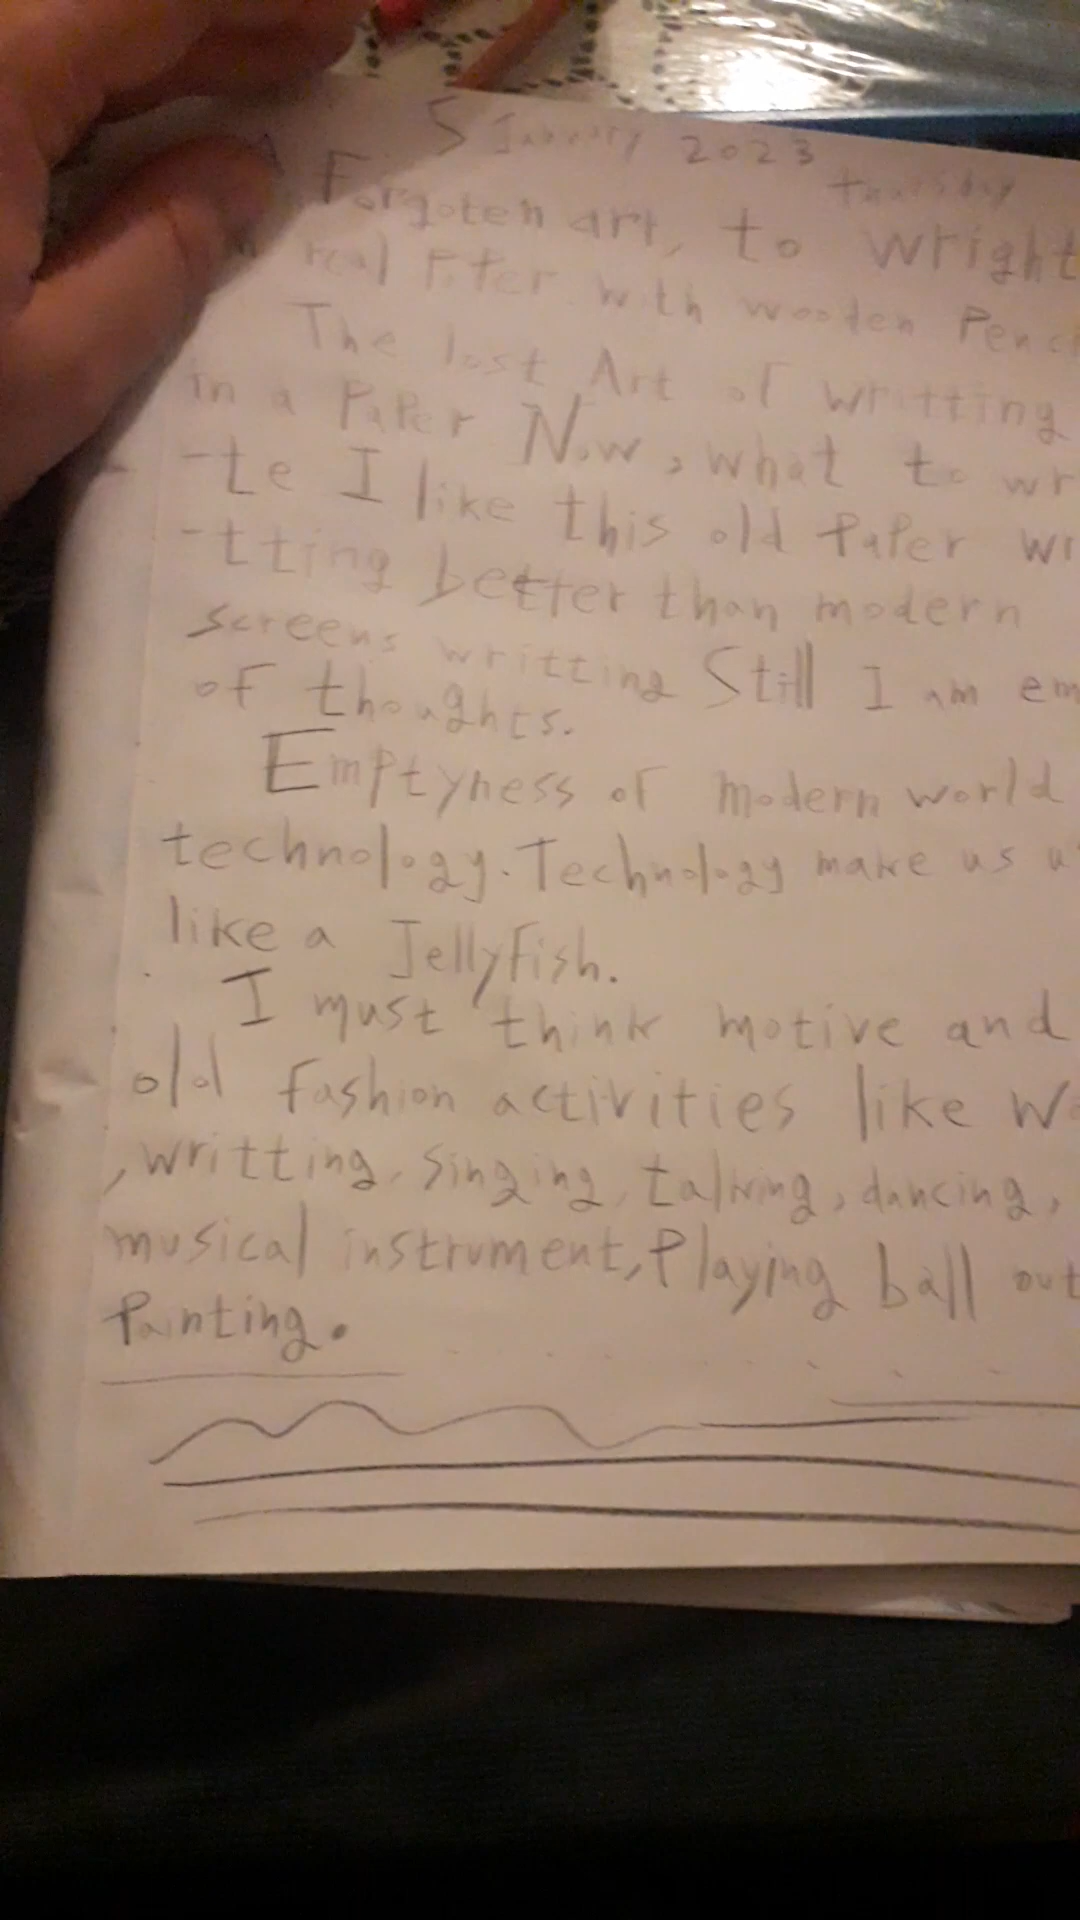 5 January 2023
Thursday
A Forgoten art, to wright
real Paper with wooden Penci
The lost Art of writting
in a Paper Now, what to wr
-te I like this old Paper wr
-tting better than modern
screens writting Still I am em
of thoughts.
Emptyness of modern world
technology. Technology make us u
like a Jellyfish.
I must think motive and
old fashion activities like w
, writting, singing, talking, dancing,
musical instrument, Playing ball out
Painting.